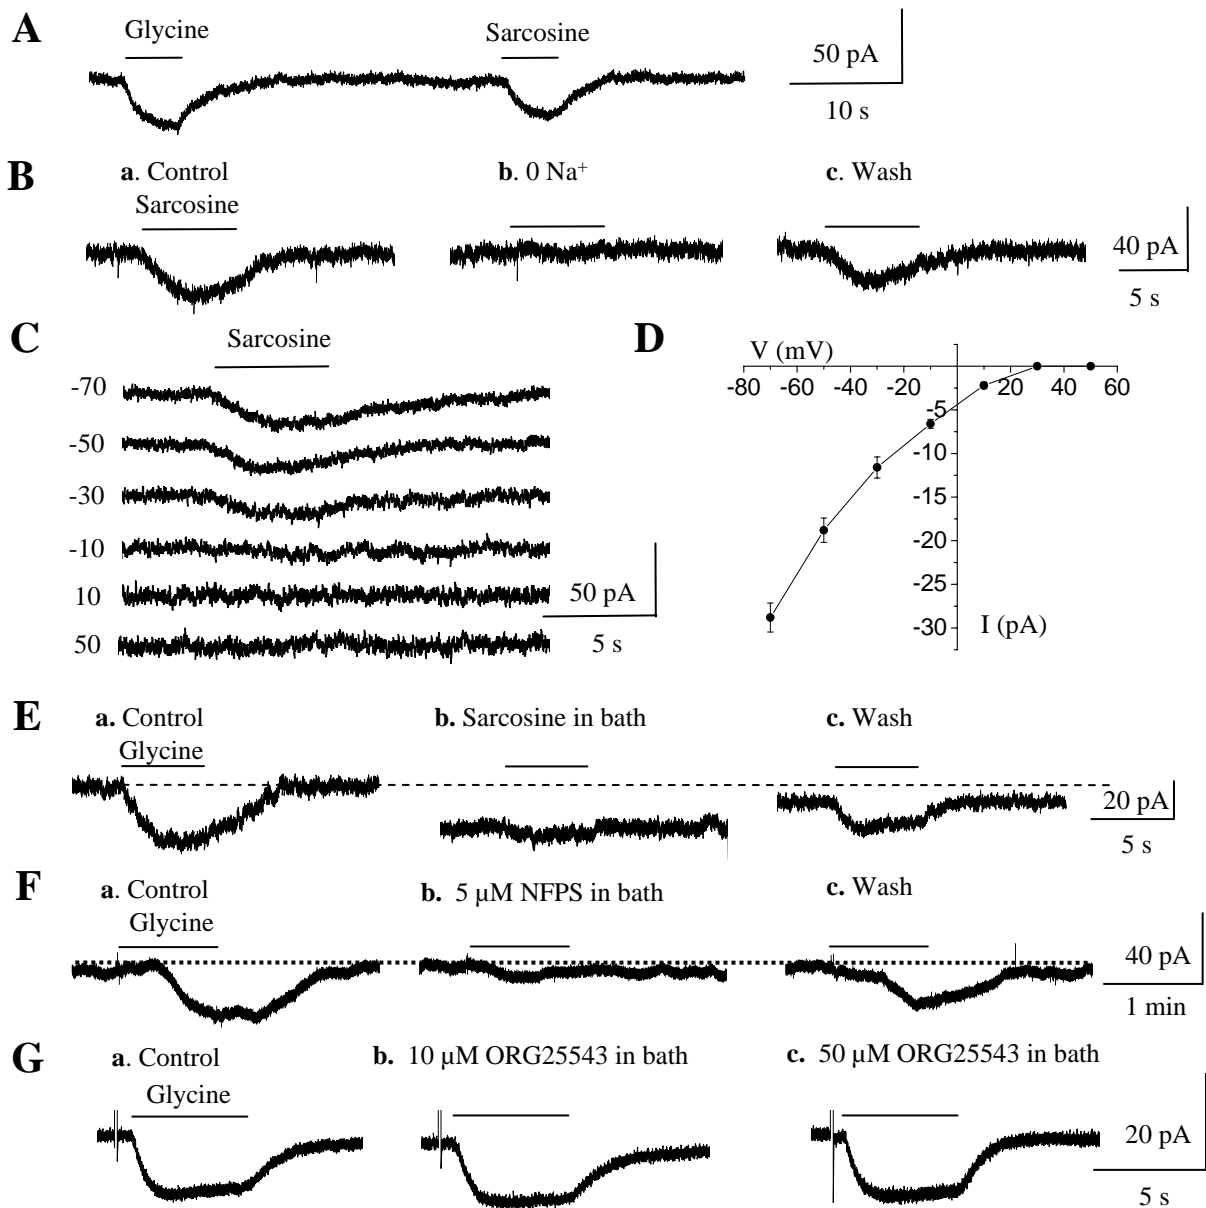 A
Glycine
Sarcosine
50 pA
10 s
B
a. Control
b. 0 Na⁺
c. Wash
Sarcosine
40 pA
5 s
C
Sarcosine
-70
-50
-30
-10
10
50
50 pA
5 s
D
V (mV)
-80 -60 -40 -20 20 40 60
-5
-10
-15
-20
-25
-30
I (pA)
E
a. Control
b. Sarcosine in bath
c. Wash
Glycine
20 pA
5 s
F
a. Control
b. 5 µM NFPS in bath
c. Wash
Glycine
40 pA
1 min
G
a. Control
b. 10 µM ORG25543 in bath
c. 50 µM ORG25543 in bath
Glycine
20 pA
5 s